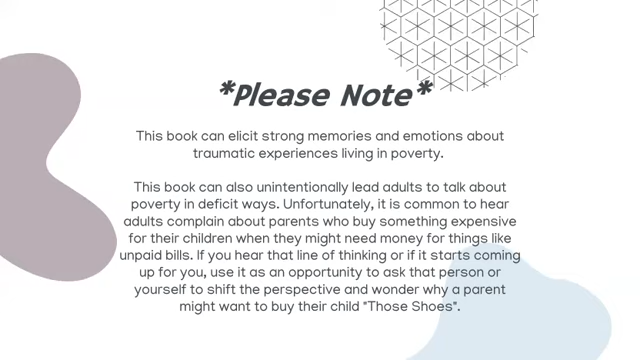 *Please Note*
This book can elicit strong memories and emotions about
traumatic experiences living in poverty.
This book can also unintentionally lead adults to talk about
poverty in deficit ways. Unfortunately, it is common to hear
adults complain about parents who buy something expensive
for their children when they might need money for things like
unpaid bills. If you hear that line of thinking or if it starts coming
up for you, use it as an opportunity to ask that person or
yourself to shift the perspective and wonder why a parent
might want to buy their child "Those Shoes".